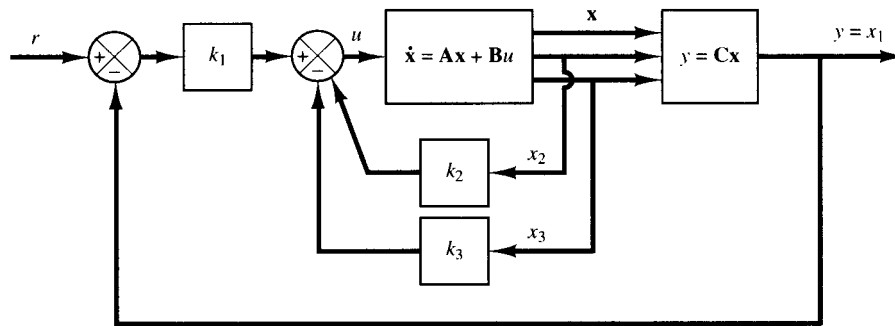 x
r
+
−
k₁
+
−
u
ẋ = Ax + Bu
y = Cx
y = x₁
k₂
x₂
k₃
x₃